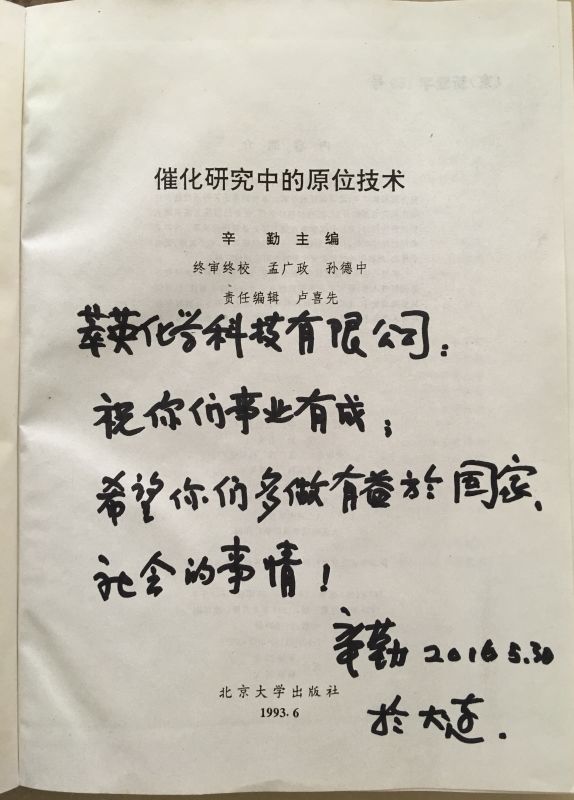 催化研究中的原位技术
辛 勤 主 编
终审终校 孟广政 孙德中
责任编辑 卢喜先
萃英化学科技有限公司：
祝你们事业有成；
希望你们多做有益於国家、
社会的事情！
辛勤 2016 5.30
於大连.
北京大学出版社
1993.6